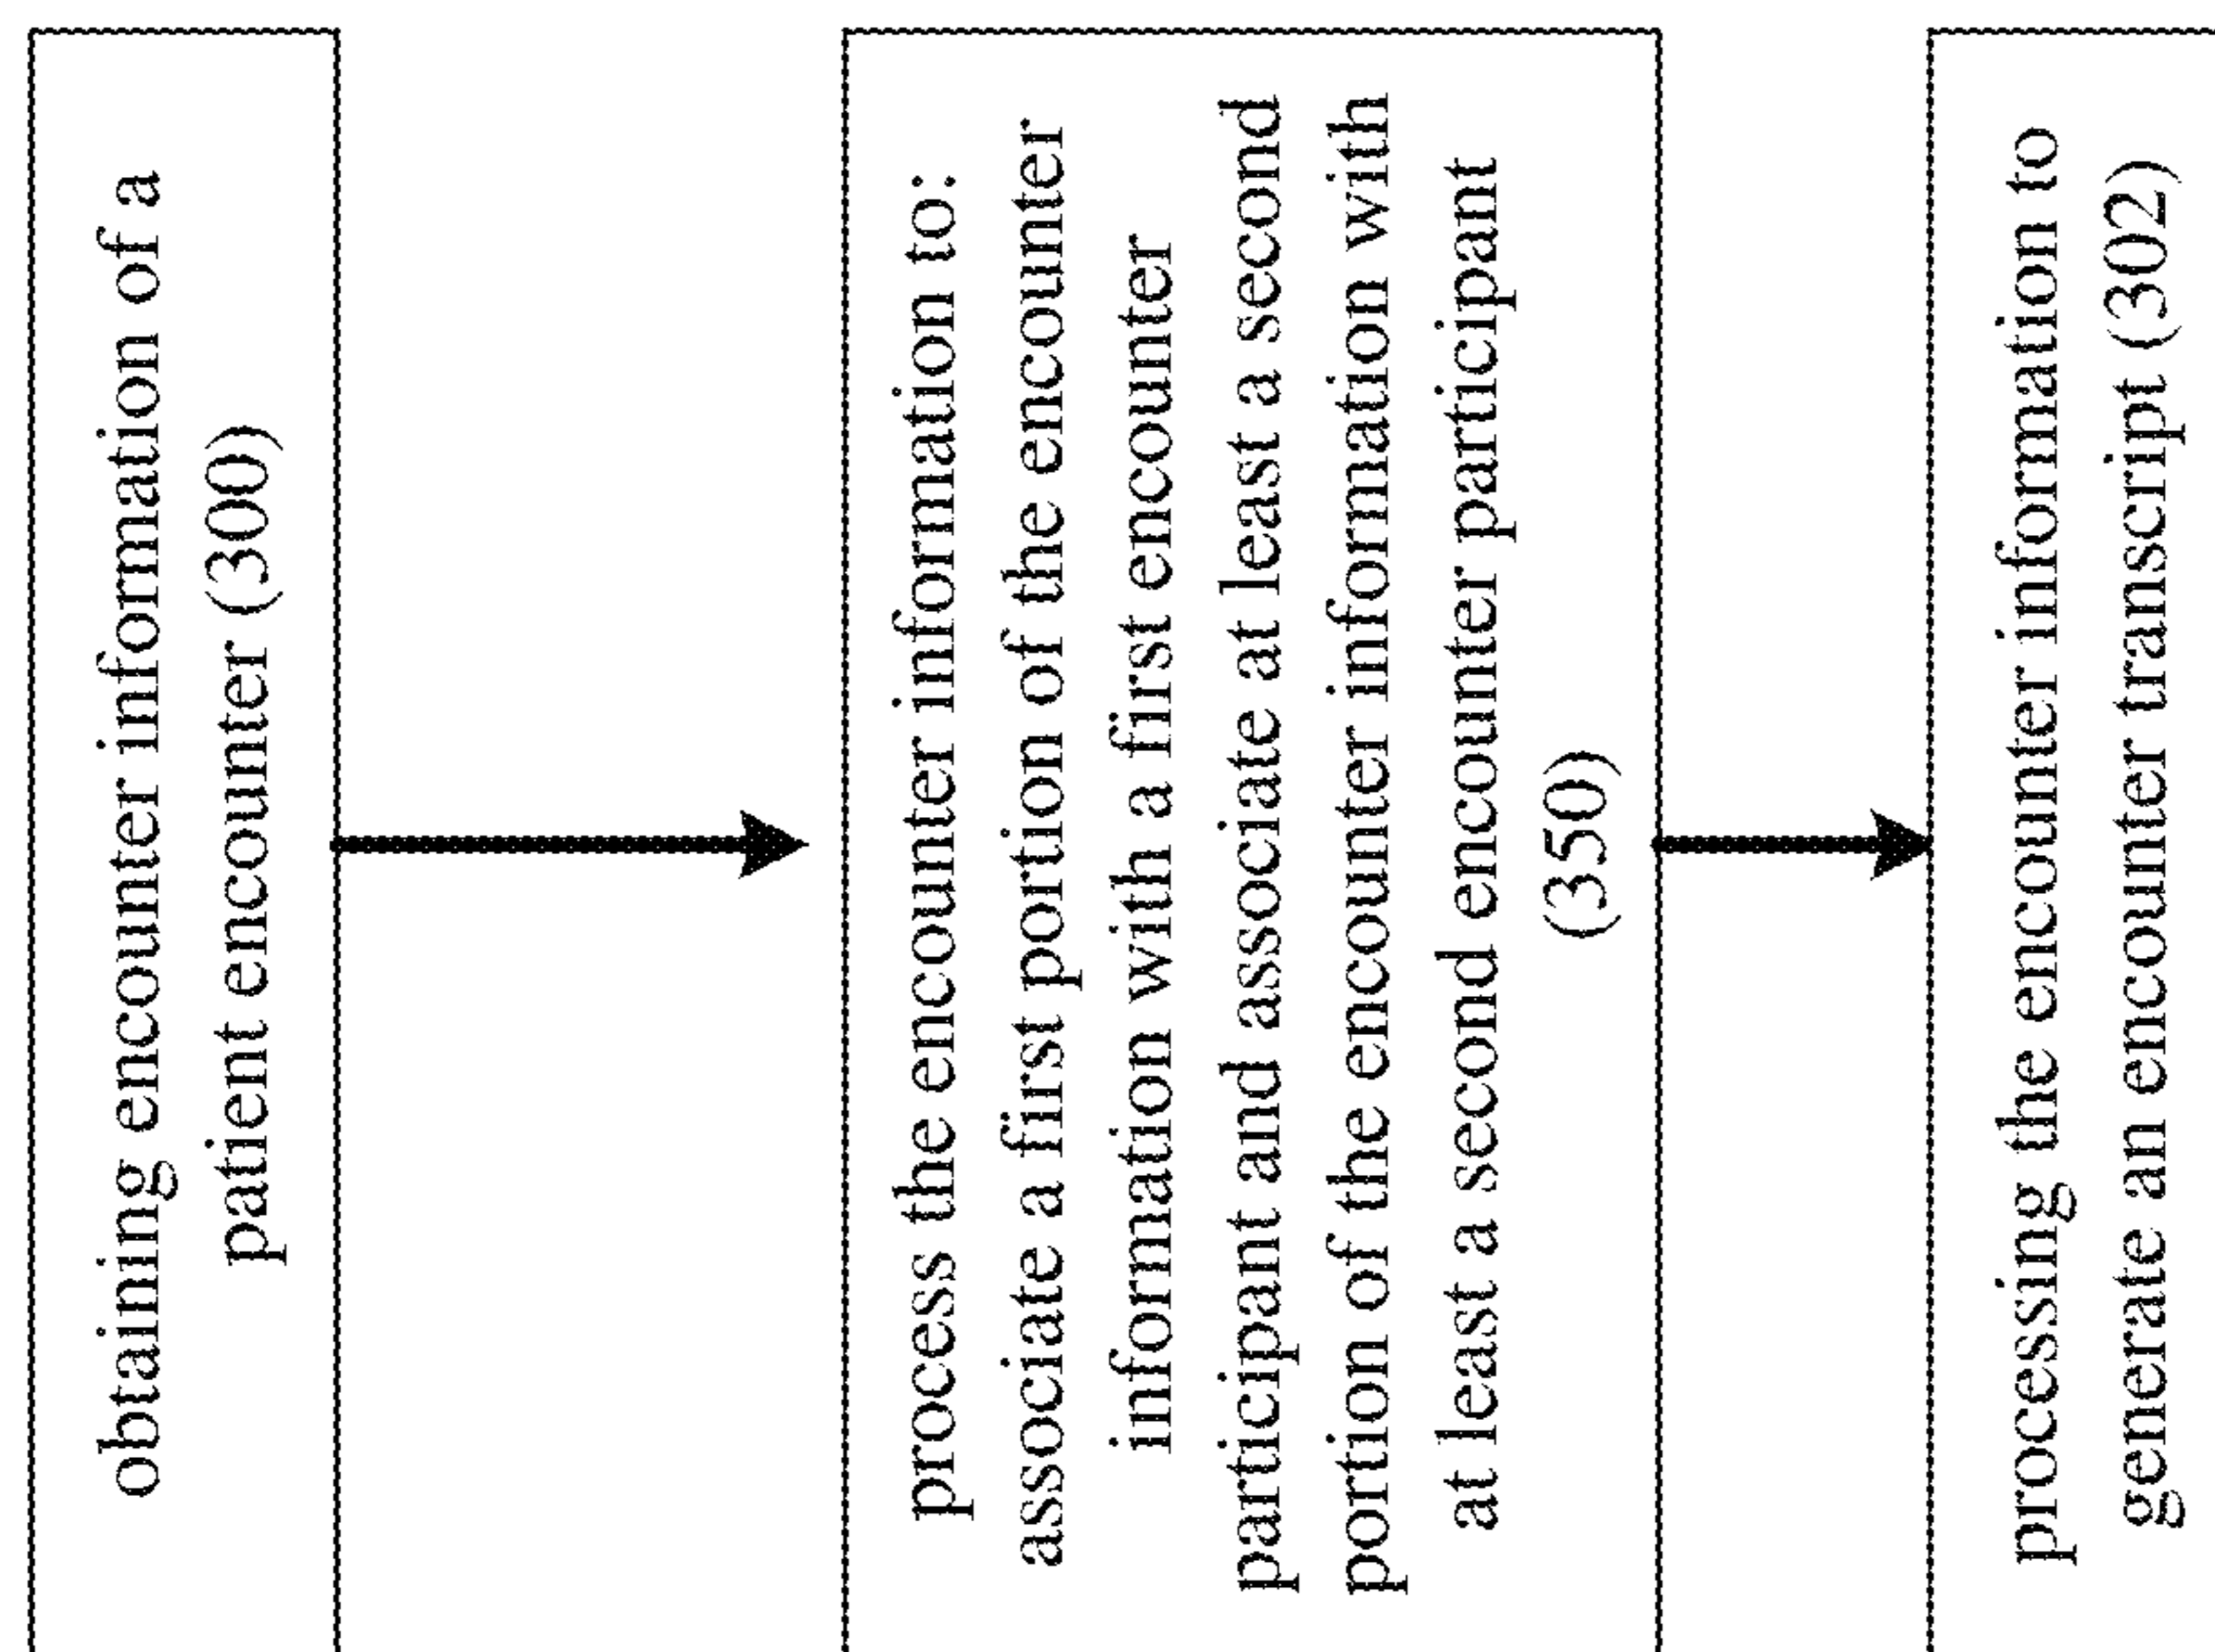 obtaining encounter information of a
patient encounter (300)
process the encounter information to:
associate a first portion of the encounter
information with a first encounter
participant and associate at least a second
portion of the encounter information with
at least a second encounter participant
(350)
processing the encounter information to
generate an encounter transcript (302)